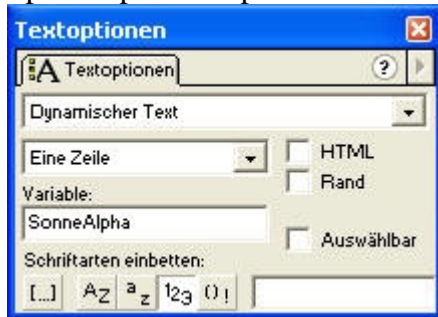 Textoptionen
A Textoptionen ?
Dynamischer Text
Eine Zeile HTML
Rand
Variable:
SonneAlpha
Auswählbar
Schriftarten einbetten:
[...] AZ az 123 ()!